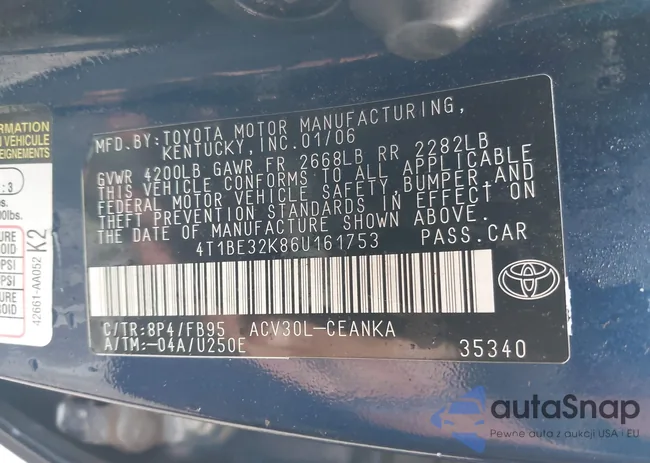 MFD.BY:TOYOTA MOTOR MANUFACTURING,
KENTUCKY,INC.01/06
GVWR 4200LB GAWR FR 2668LB RR 2282LB
THIS VEHICLE CONFORMS TO ALL APPLICABLE
FEDERAL MOTOR VEHICLE SAFETY,BUMPER,AND
THEFT PREVENTION STANDARDS IN EFFECT ON
THE DATE OF MANUFACTURE SHOWN ABOVE.
4T1BE32K86U161753 PASS.CAR
C/TR:8P4/FB95 ACV30L-CEANKA
A/TM:-04A/U250E 35340
42661-AA052 K2
autaSnap
Pewne auta z aukcji USA i EU